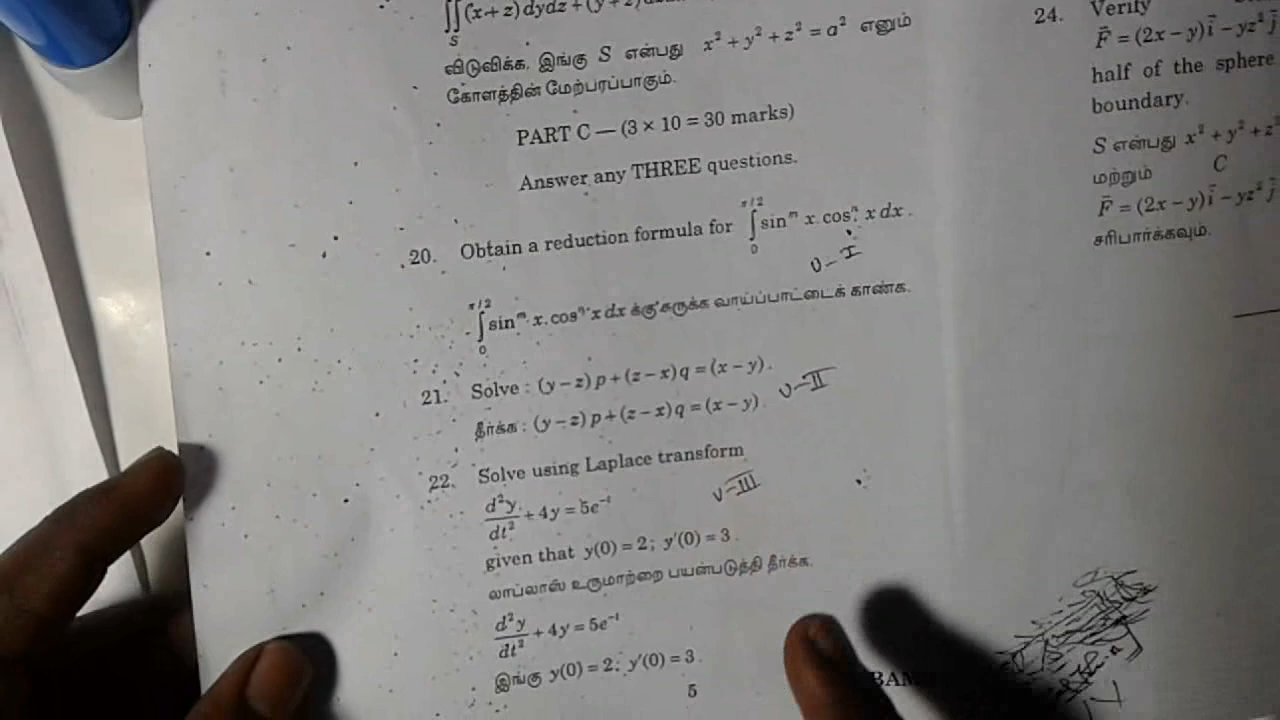 ∬(x+z)dydz+(y+z)
S
விடுவிக்க, இங்கு S என்பது x² + y² + z² = a² எனும்
கோளத்தின் மேற்பரப்பாகும்.
PART C — (3 × 10 = 30 marks)
Answer any THREE questions.
20. Obtain a reduction formula for ∫₀^{π/2} sinᵐ x. cosⁿ x dx.
U-I
∫₀^{π/2} sinᵐ x. cosⁿ x dx க்கு கருக்க வாய்ப்பாட்டைக் காண்க.
21. Solve : (y – z) p + (z – x) q = (x – y).
தீர்க்க : (y – z) p + (z – x) q = (x – y).
U-II
22. Solve using Laplace transform
d²y/dt² + 4y = 5e⁻ᵗ
U-III
given that y(0) = 2; y′(0) = 3.
லாப்லாஸ் உருமாற்றை பயன்படுத்தி தீர்க்க.
d²y/dt² + 4y = 5e⁻ᵗ
இங்கு y(0) = 2; y′(0) = 3.
5
24. Verify
F̄ = (2x – y)ī – yz² j̄
half of the sphere
boundary.
S என்பது x² + y² + z²
மற்றும் C
F̄ = (2x – y)ī – yz² j̄
சரிபார்க்கவும்.
BAM